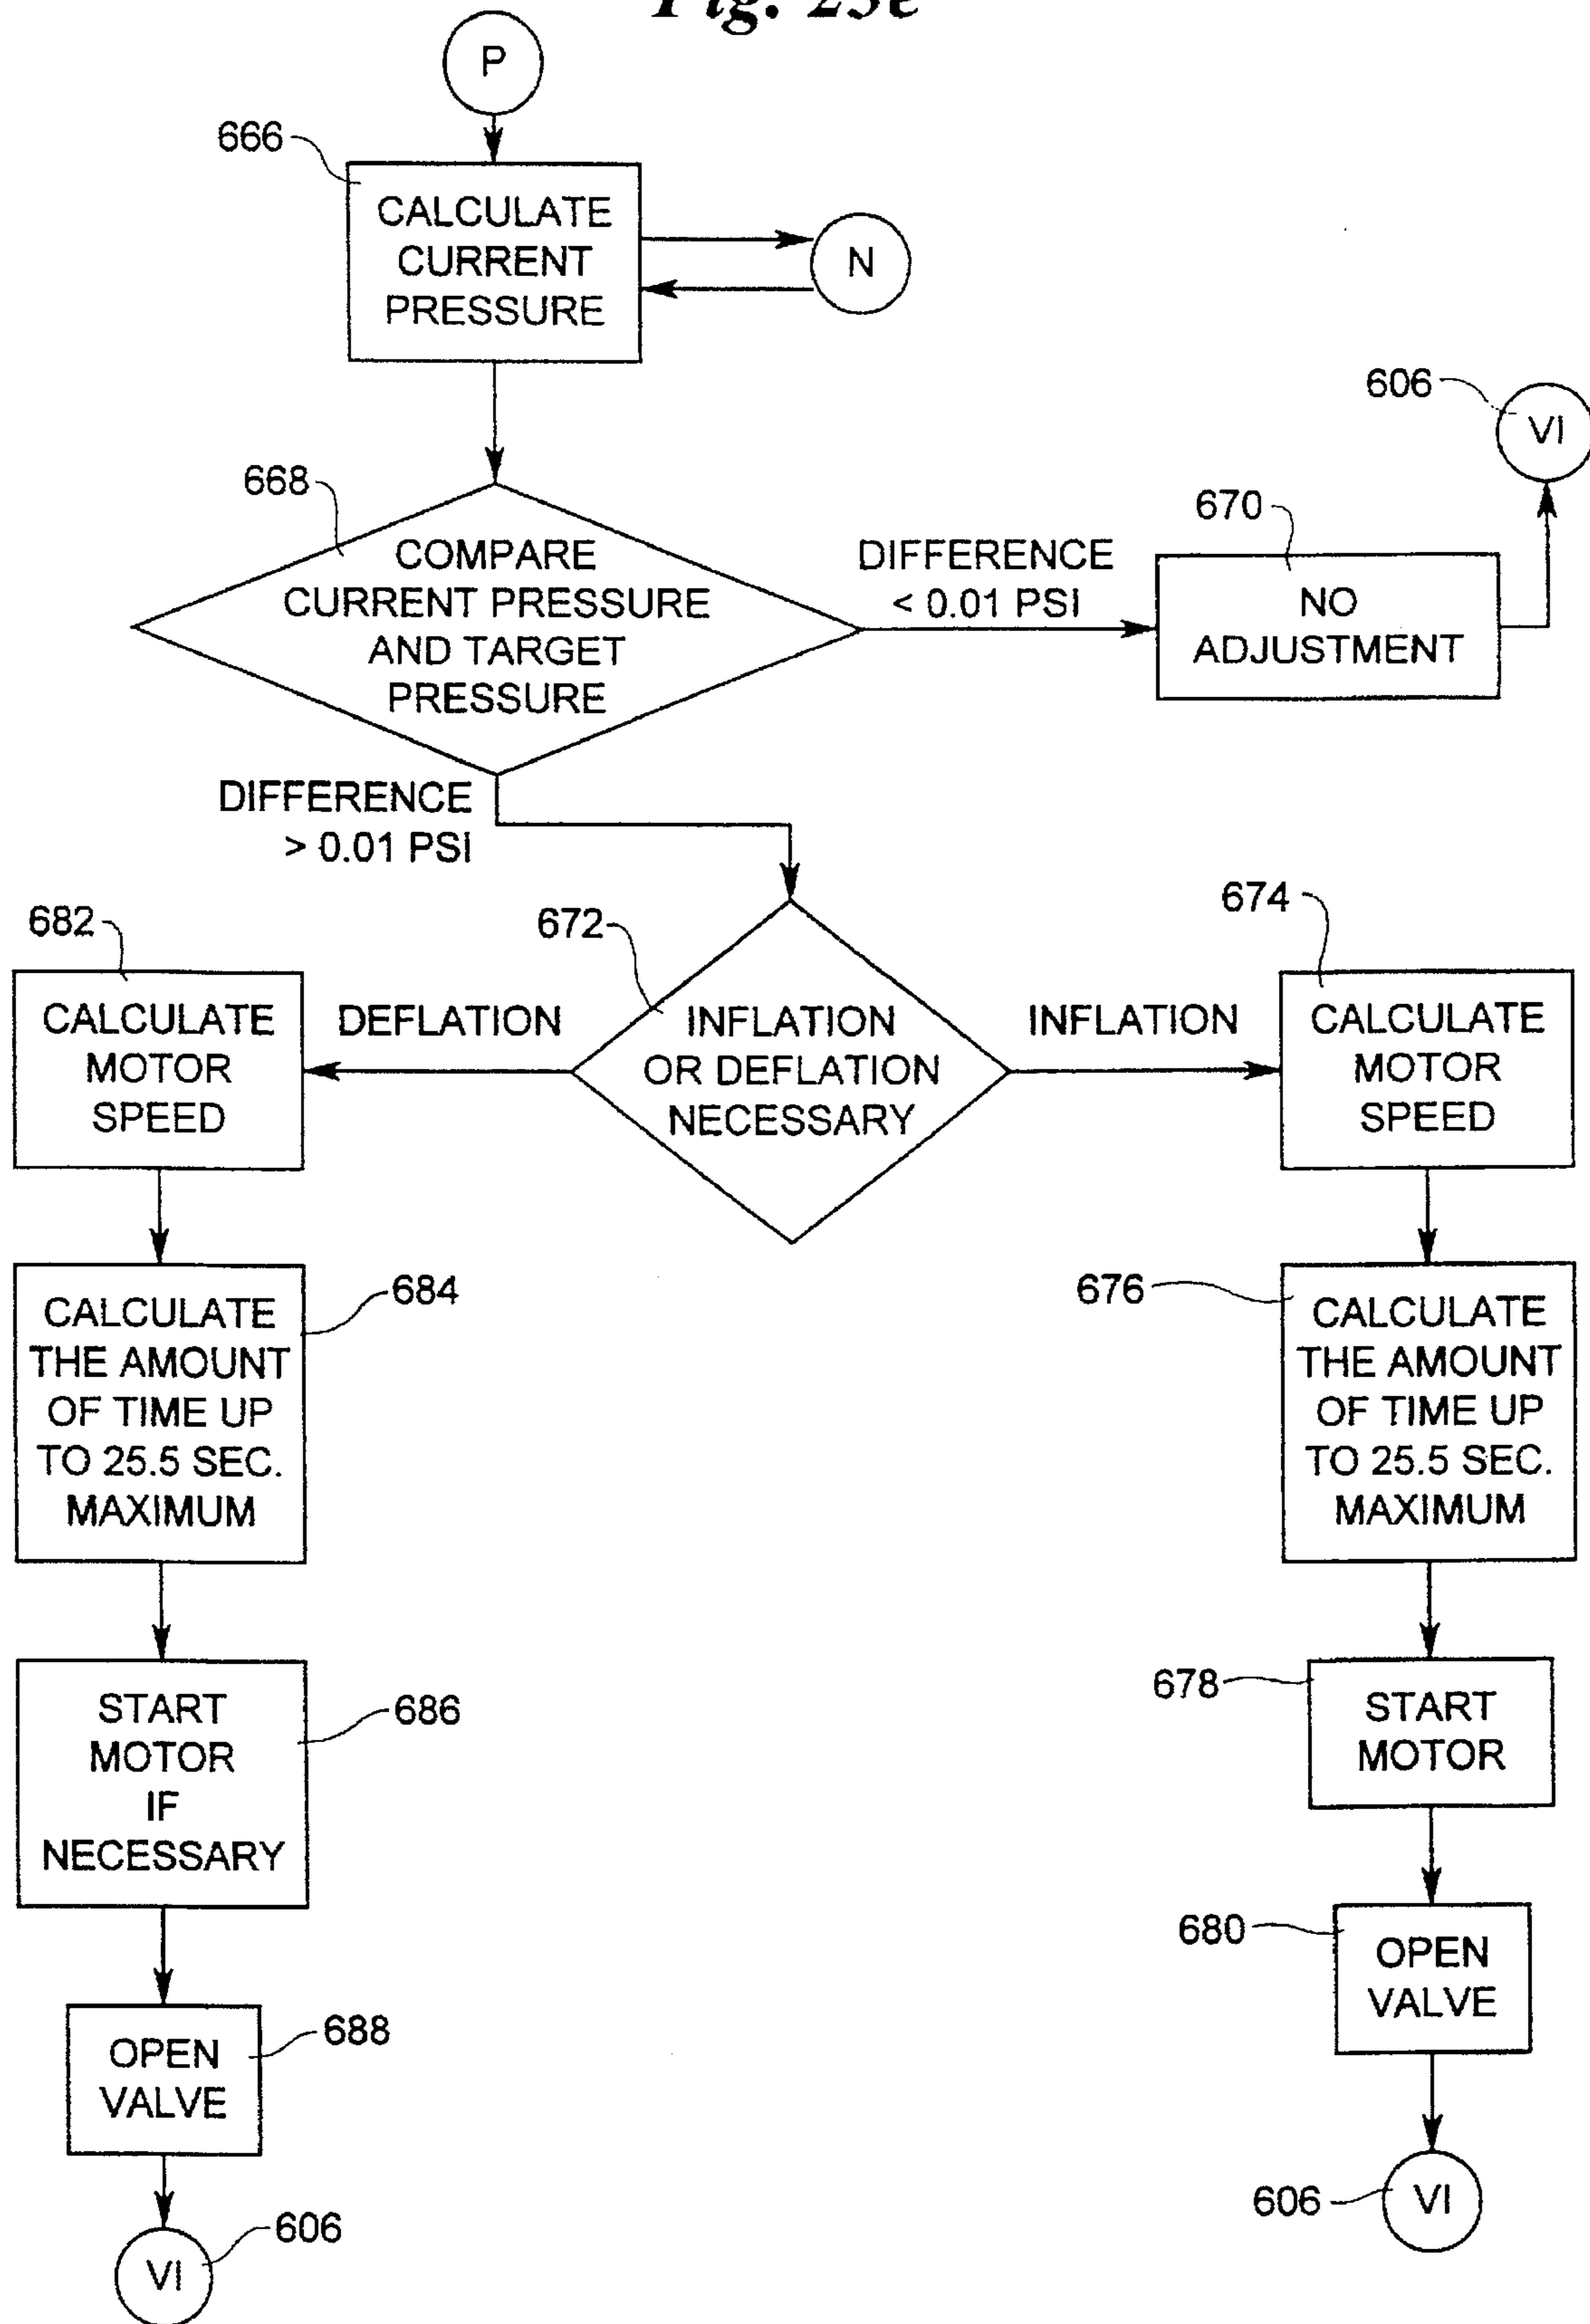 Fig. 23e
P
666
CALCULATE
CURRENT
PRESSURE
N
606
VI
668
COMPARE
CURRENT PRESSURE
AND TARGET
PRESSURE
DIFFERENCE
< 0.01 PSI
670
NO
ADJUSTMENT
DIFFERENCE
> 0.01 PSI
672
INFLATION
OR DEFLATION
NECESSARY
DEFLATION
INFLATION
682
CALCULATE
MOTOR
SPEED
674
CALCULATE
MOTOR
SPEED
684
CALCULATE
THE AMOUNT
OF TIME UP
TO 25.5 SEC.
MAXIMUM
676
CALCULATE
THE AMOUNT
OF TIME UP
TO 25.5 SEC.
MAXIMUM
686
START
MOTOR
IF
NECESSARY
678
START
MOTOR
688
OPEN
VALVE
680
OPEN
VALVE
606
VI
606
VI